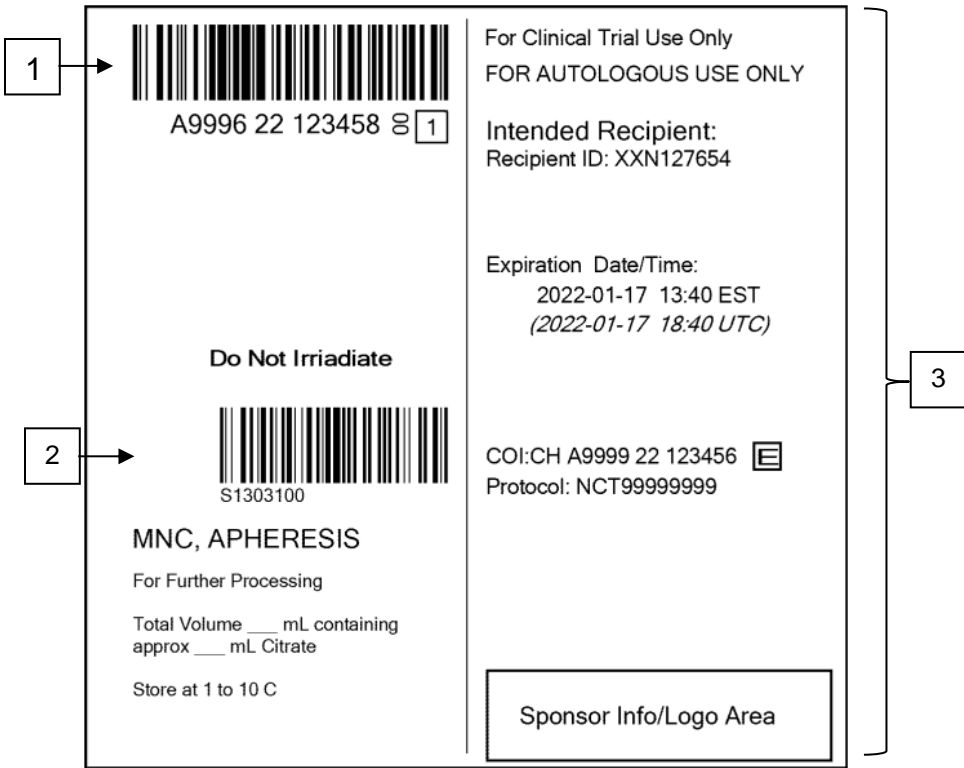 1
A9996 22 123458 00 1
Do Not Irriadiate
2
S1303100
MNC, APHERESIS
For Further Processing
Total Volume ___ mL containing
approx ___ mL Citrate
Store at 1 to 10 C
For Clinical Trial Use Only
FOR AUTOLOGOUS USE ONLY
Intended Recipient:
Recipient ID: XXN127654
Expiration Date/Time:
2022-01-17 13:40 EST
(2022-01-17 18:40 UTC)
COI:CH A9999 22 123456 E
Protocol: NCT99999999
Sponsor Info/Logo Area
3